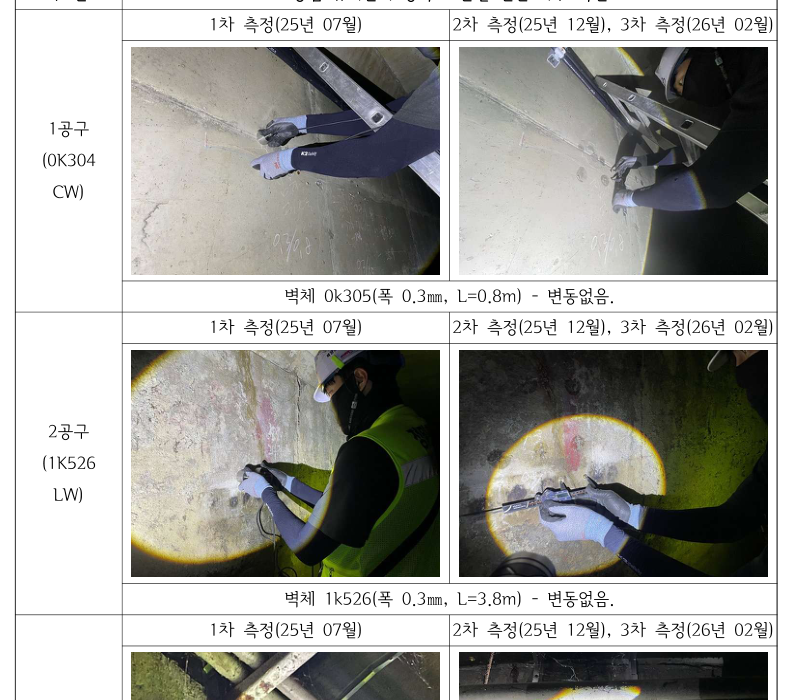 1차 측정(25년 07월)
2차 측정(25년 12월), 3차 측정(26년 02월)
1공구
(0K304
CW)
벽체 0k305(폭 0.3㎜, L=0.8m) - 변동없음.
1차 측정(25년 07월)
2차 측정(25년 12월), 3차 측정(26년 02월)
2공구
(1K526
LW)
벽체 1k526(폭 0.3㎜, L=3.8m) - 변동없음.
1차 측정(25년 07월)
2차 측정(25년 12월), 3차 측정(26년 02월)